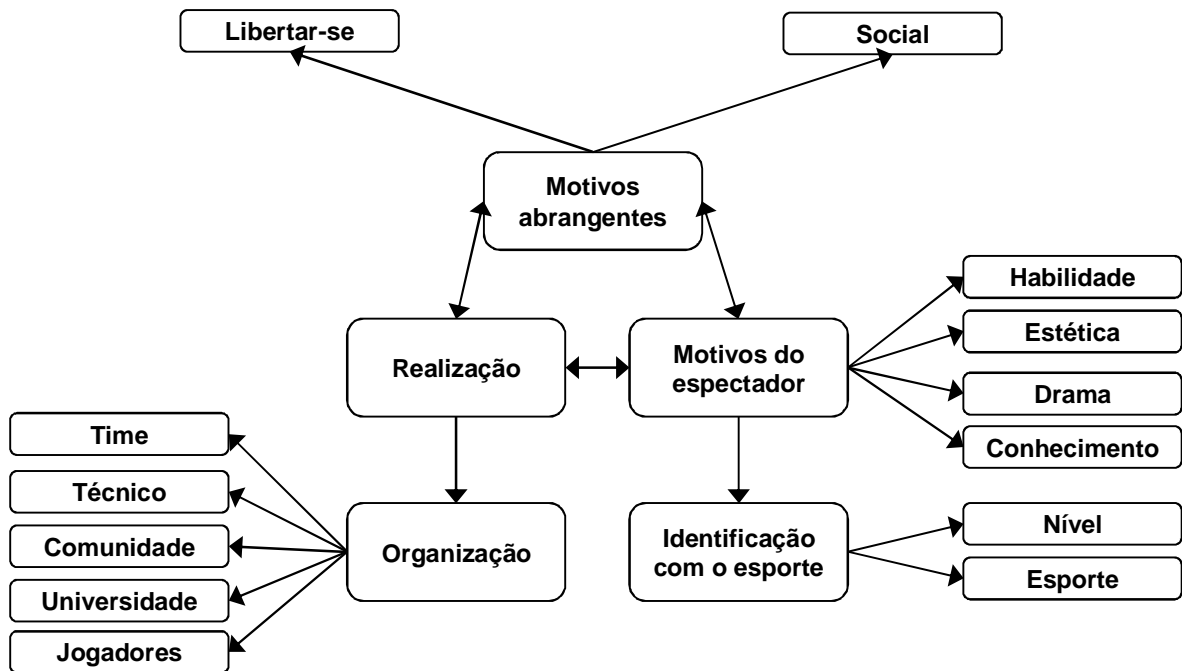 Libertar-se
Social
Motivos
abrangentes
Habilidade
Estética
Realização
Motivos do
espectador
Drama
Conhecimento
Time
Técnico
Comunidade
Universidade
Jogadores
Organização
Identificação
com o esporte
Nível
Esporte